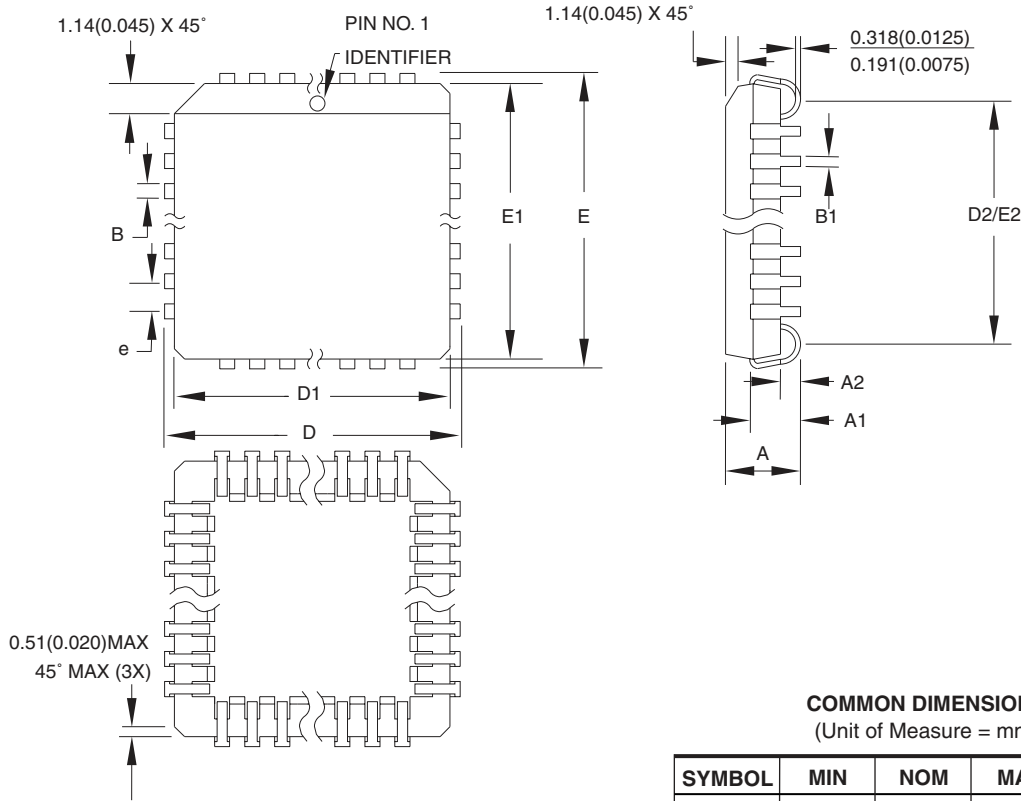 1.14(0.045) X 45˚
PIN NO. 1
IDENTIFIER
1.14(0.045) X 45˚
0.318(0.0125)
0.191(0.0075)
B
e
E1
E
B1
D2/E2
D1
D
A2
A1
A
0.51(0.020)MAX
45˚ MAX (3X)
COMMON
(Unit of Measure =
SYMBOL MIN NOM